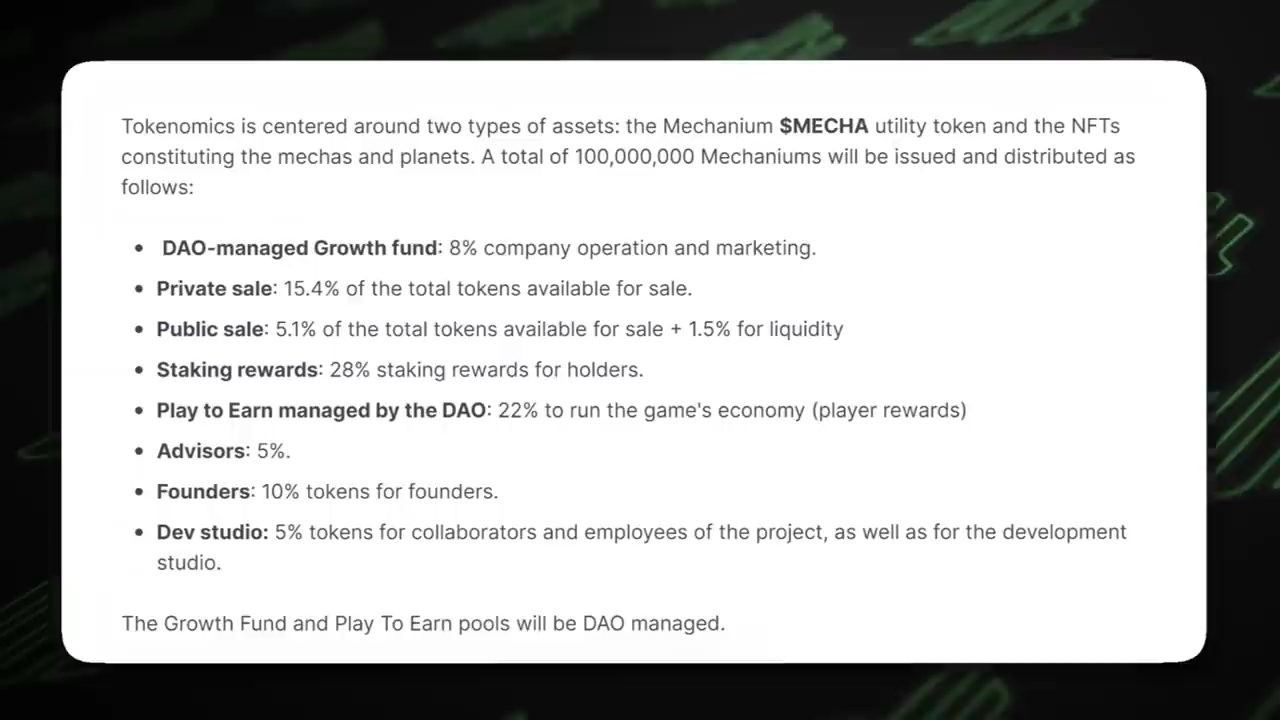 Tokenomics is centered around two types of assets: the Mechanium $MECHA utility token and the NFTs
constituting the mechas and planets. A total of 100,000,000 Mechaniums will be issued and distributed as
follows:
• DAO-managed Growth fund: 8% company operation and marketing.
• Private sale: 15.4% of the total tokens available for sale.
• Public sale: 5.1% of the total tokens available for sale + 1.5% for liquidity
• Staking rewards: 28% staking rewards for holders.
• Play to Earn managed by the DAO: 22% to run the game's economy (player rewards)
• Advisors: 5%.
• Founders: 10% tokens for founders.
• Dev studio: 5% tokens for collaborators and employees of the project, as well as for the development
studio.
The Growth Fund and Play To Earn pools will be DAO managed.